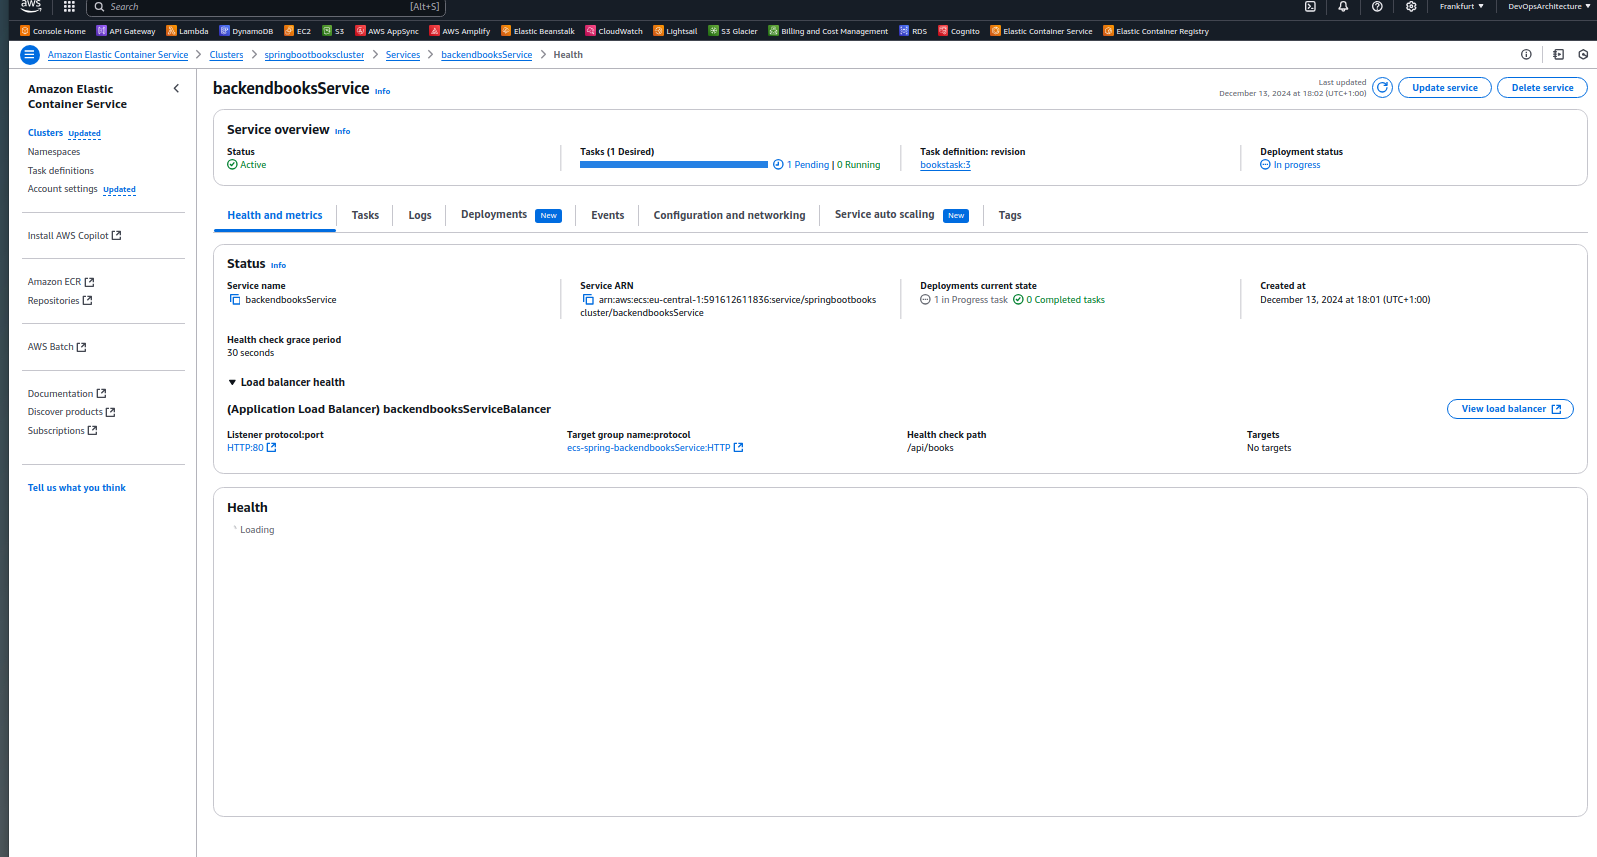 aws
Search [Alt+S] Frankfurt DevOpsArchitecture
Console Home API Gateway Lambda DynamoDB EC2 S3 AWS AppSync AWS Amplify Elastic Beanstalk CloudWatch Lightsail S3 Glacier Billing and Cost Management RDS Cognito Elastic Container Service Elastic Container Registry
Amazon Elastic Container Service Clusters springbootbookscluster Services backendbooksService Health
Amazon Elastic
Container Service
Clusters Updated
Namespaces
Task definitions
Account settings Updated
Install AWS Copilot
Amazon ECR
Repositories
AWS Batch
Documentation
Discover products
Subscriptions
Tell us what you think
backendbooksService Info
Last updated
December 13, 2024 at 18:02 (UTC+1:00)
Update service
Delete service
Service overview Info
Status
Active
Tasks (1 Desired)
1 Pending | 0 Running
Task definition: revision
bookstask:3
Deployment status
In progress
Health and metrics Tasks Logs Deployments New Events Configuration and networking Service auto scaling New Tags
Status Info
Service name
backendbooksService
Service ARN
arn:aws:ecs:eu-central-1:591612611836:service/springbootbooks
cluster/backendbooksService
Deployments current state
1 in Progress task 0 Completed tasks
Created at
December 13, 2024 at 18:01 (UTC+1:00)
Health check grace period
30 seconds
Load balancer health
(Application Load Balancer) backendbooksServiceBalancer
View load balancer
Listener protocol:port
HTTP:80
Target group name:protocol
ecs-spring-backendbooksService:HTTP
Health check path
/api/books
Targets
No targets
Health
Loading